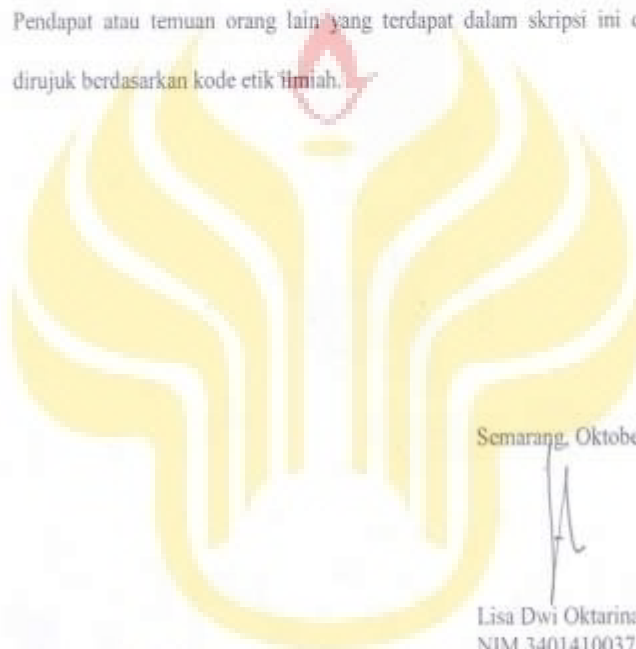 Pendapat atau temuan orang lain yang terdapat dalam skripsi ini
dirujuk berdasarkan kode etik ilmiah.
Semarang, Oktobe
Lisa Dwi Oktarina
NIM 3401410037